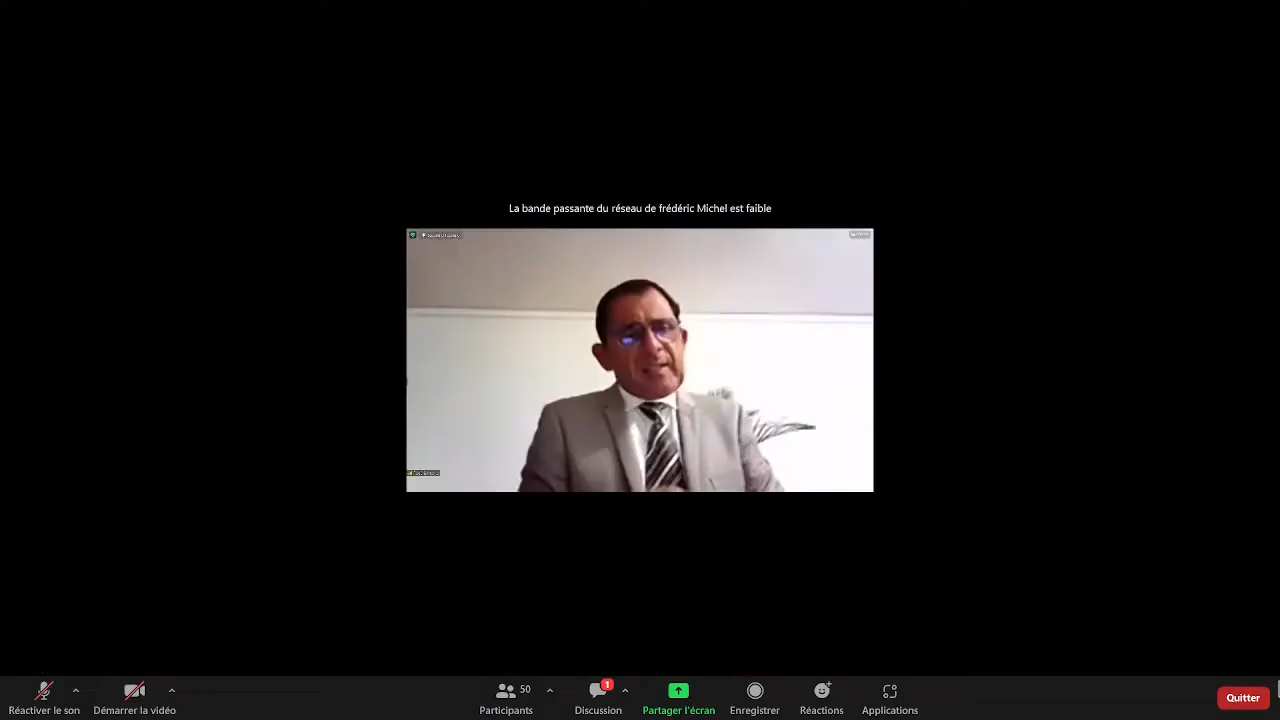 La bande passante du réseau de frédéric Michel est faible
50
1
Réactiver le son
Démarrer la vidéo
Participants
Discussion
Partager l'écran
Enregistrer
Réactions
Applications
Quitter